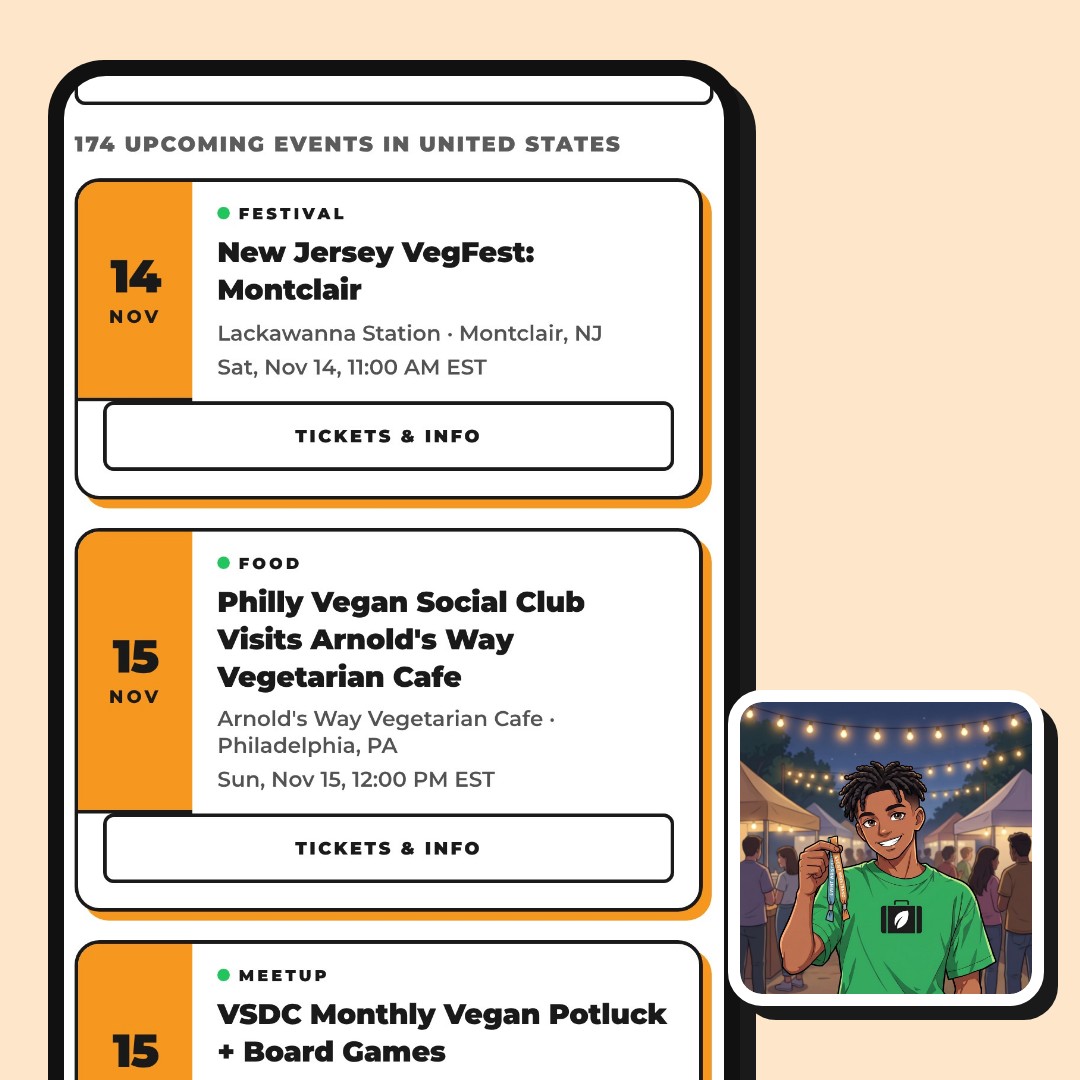 174 UPCOMING EVENTS IN UNITED STATES
14
NOV
FESTIVAL
New Jersey VegFest:
Montclair
Lackawanna Station · Montclair, NJ
Sat, Nov 14, 11:00 AM EST
TICKETS & INFO
15
NOV
FOOD
Philly Vegan Social Club
Visits Arnold's Way
Vegetarian Cafe
Arnold's Way Vegetarian Cafe ·
Philadelphia, PA
Sun, Nov 15, 12:00 PM EST
TICKETS & INFO
15
MEETUP
VSDC Monthly Vegan Potluck
+ Board Games